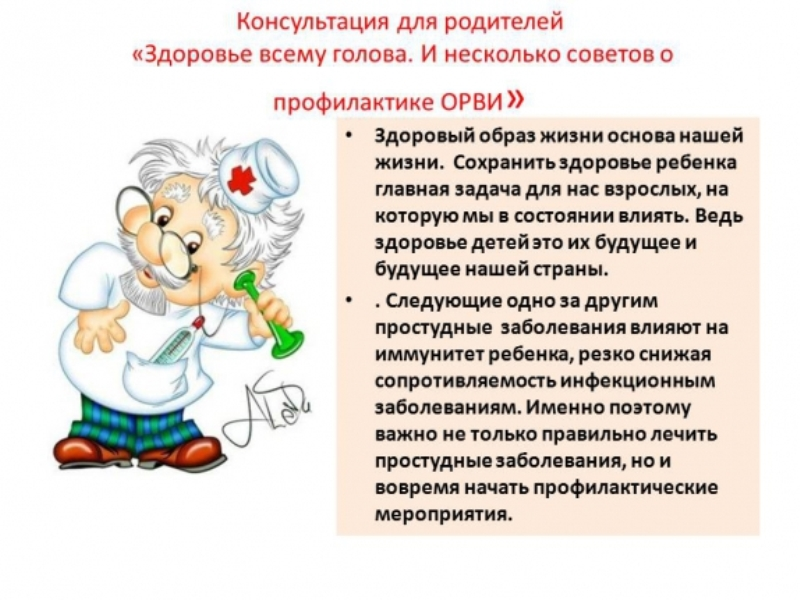 Консультация для родителей
«Здоровье всему голова. И несколько советов о
профилактике ОРВИ»
• Здоровый образ жизни основа нашей
жизни. Сохранить здоровье ребенка
главная задача для нас взрослых, на
которую мы в состоянии влиять. Ведь
здоровье детей это их будущее и
будущее нашей страны.
• . Следующие одно за другим
простудные заболевания влияют на
иммунитет ребенка, резко снижая
сопротивляемость инфекционным
заболеваниям. Именно поэтому
важно не только правильно лечить
простудные заболевания, но и
вовремя начать профилактические
мероприятия.